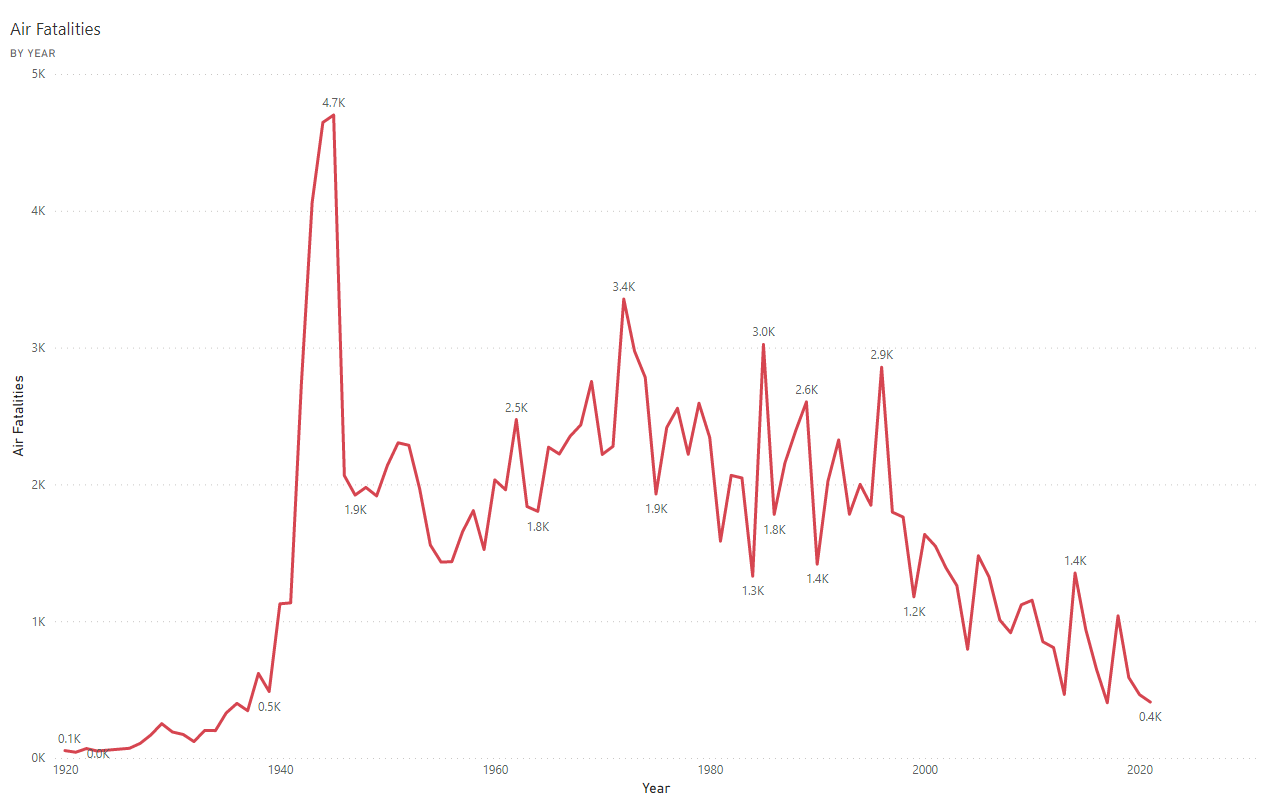 Air Fatalities
BY YEAR
5K
4.7K
4K
3.4K
3.0K
3K
2.9K
2.6K
2.5K
2K
1.9K
1.9K
1.8K
1.8K
1.4K
1.3K
1.4K
1.2K
1K
0.5K
0.4K
0.1K
0.0K
0K
1920 1940 1960 1980 2000 2020
Year
Air Fatalities